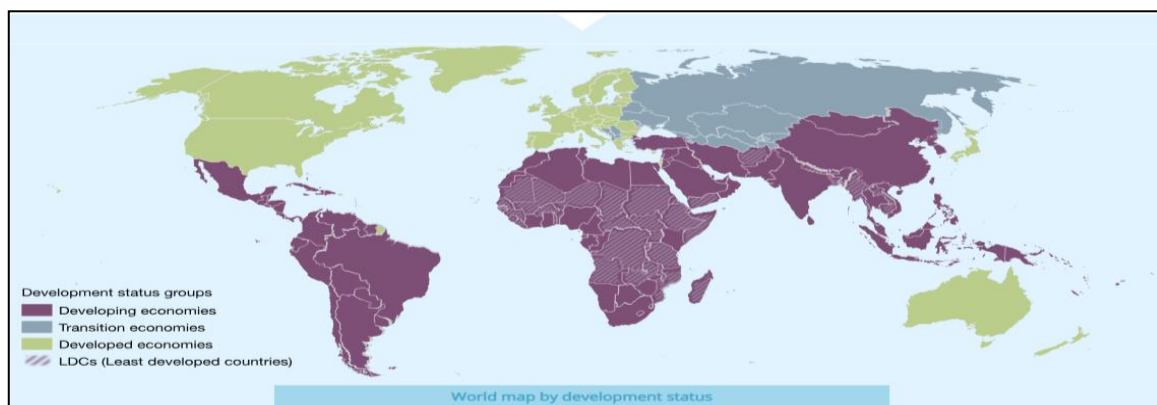 Development status groups
Developing economies
Transition economies
Developed economies
LDCs (Least developed countries)
World map by development status